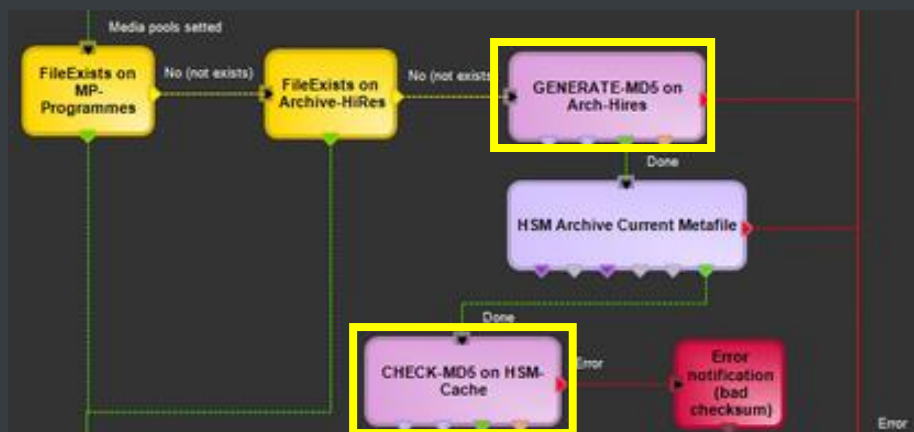 Media pools setted
FileExists on
MP-
Programmes
No (not exists)
FileExists on
Archive-HiRes
No (not exists
GENERATE-MD5 on
Arch-Hires
Done
HSM Archive Current Metafile
Done
CHECK-MD5 on HSM-
Cache
Error
Error
notification
(bad
checksum)
Error